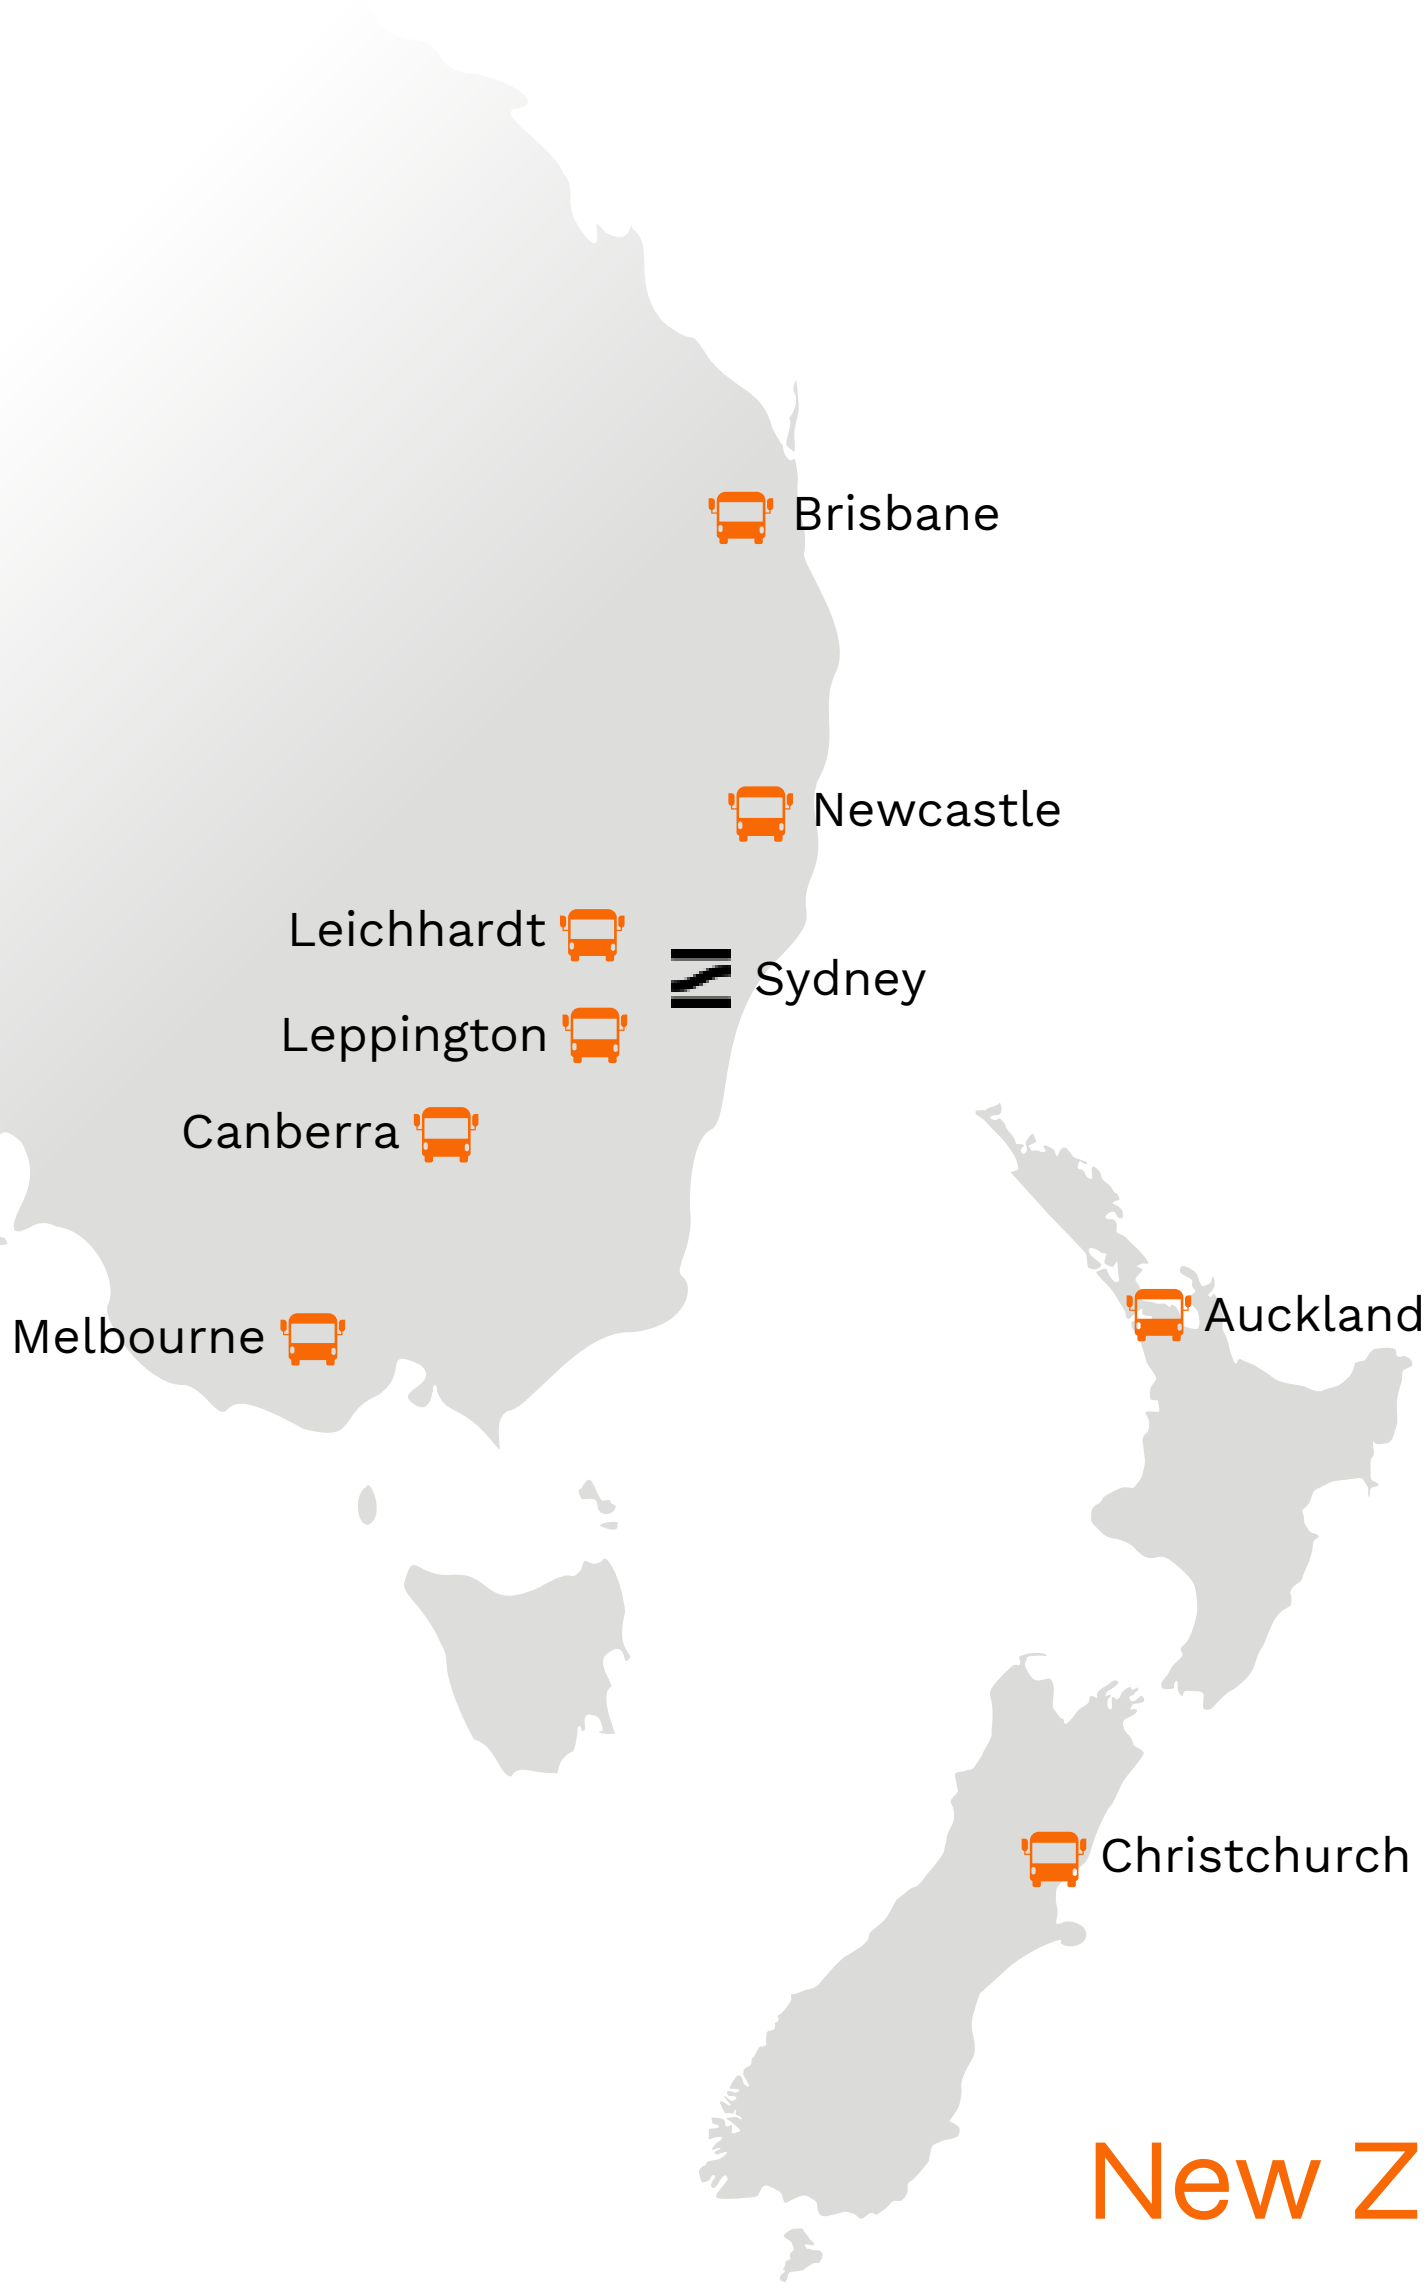 Brisbane
Newcastle
Leichhardt
Sydney
Leppington
Canberra
Auckland
Melbourne
Christchurch
New Z